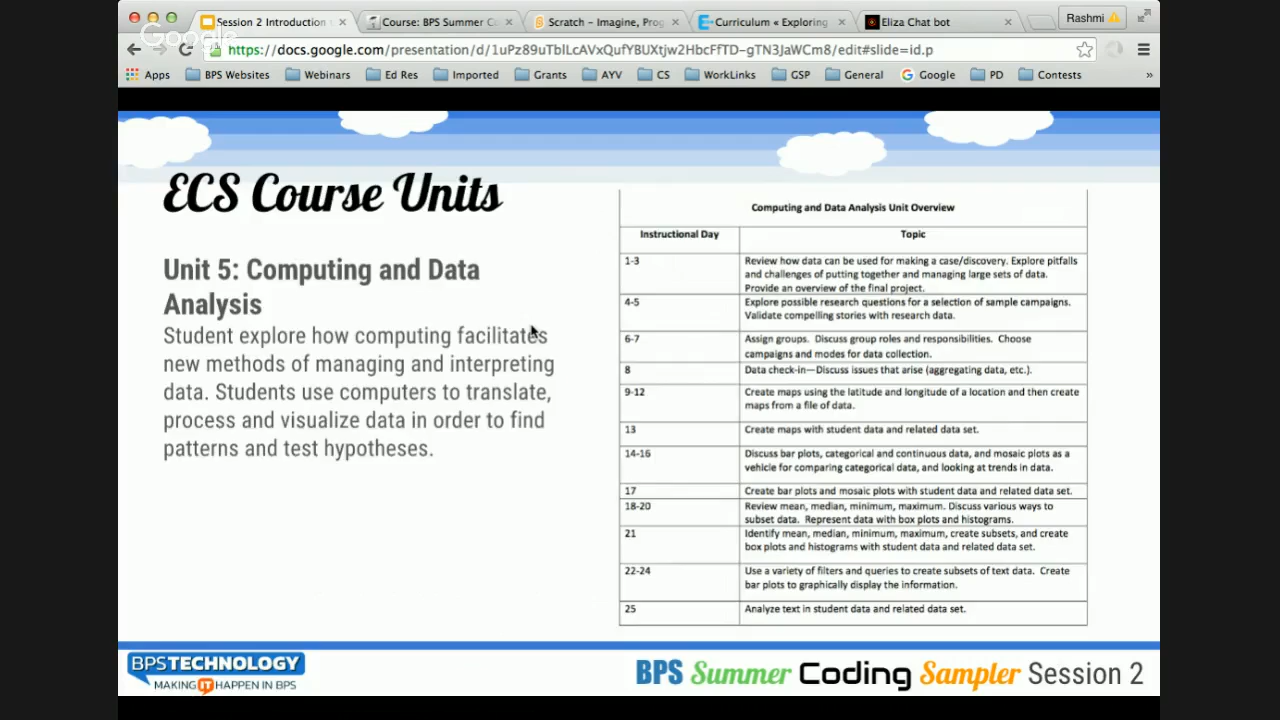 Session 2 Introduction
Course: BPS Summer Co
Scratch – Imagine, Prog
Curriculum « Exploring
Eliza Chat bot
Rashmi
Google
https://docs.google.com/presentation/d/1uPz89uTblLcAVxQufYBUXtjw2HbcFfTD-gTN3JaWCm8/edit#slide=id.p
Apps
BPS Websites
Webinars
Ed Res
Imported
Grants
AYV
CS
WorkLinks
GSP
General
Google
PD
Contests
»
ECS Course Units
Unit 5: Computing and Data
Analysis
Student explore how computing facilitates
new methods of managing and interpreting
data. Students use computers to translate,
process and visualize data in order to find
patterns and test hypotheses.
Computing and Data Analysis Unit Overview
Instructional Day Topic
1-3 Review how data can be used for making a case/discovery. Explore pitfalls
and challenges of putting together and managing large sets of data.
Provide an overview of the final project.
4-5 Explore possible research questions for a selection of sample campaigns.
Validate compelling stories with research data.
6-7 Assign groups. Discuss group roles and responsibilities. Choose
campaigns and modes for data collection.
8 Data check-in—Discuss issues that arise (aggregating data, etc.).
9-12 Create maps using the latitude and longitude of a location and then create
maps from a file of data.
13 Create maps with student data and related data set.
14-16 Discuss bar plots, categorical and continuous data, and mosaic plots as a
vehicle for comparing categorical data, and looking at trends in data.
17 Create bar plots and mosaic plots with student data and related data set.
18-20 Review mean, median, minimum, maximum. Discuss various ways to
subset data. Represent data with box plots and histograms.
21 Identify mean, median, minimum, maximum, create subsets, and create
box plots and histograms with student data and related data set.
22-24 Use a variety of filters and queries to create subsets of text data. Create
bar plots to graphically display the information.
25 Analyze text in student data and related data set.
BPSTECHNOLOGY
MAKING IT HAPPEN IN BPS
BPS Summer Coding Sampler Session 2